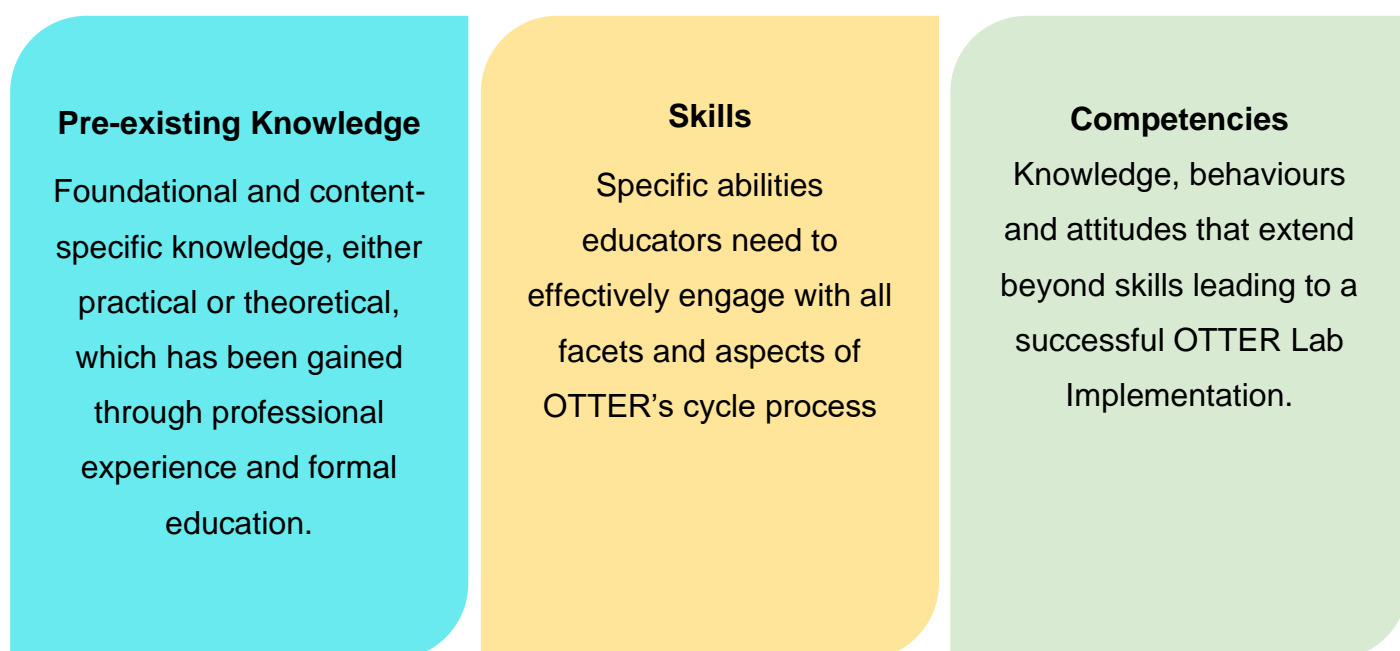 Pre-existing Knowledge
Foundational and content-
specific knowledge, either
practical or theoretical,
which has been gained
through professional
experience and formal
education.
Skills
Specific abilities
educators need to
effectively engage with all
facets and aspects of
OTTER’s cycle process
Competencies
Knowledge, behaviours
and attitudes that extend
beyond skills leading to a
successful OTTER Lab
Implementation.